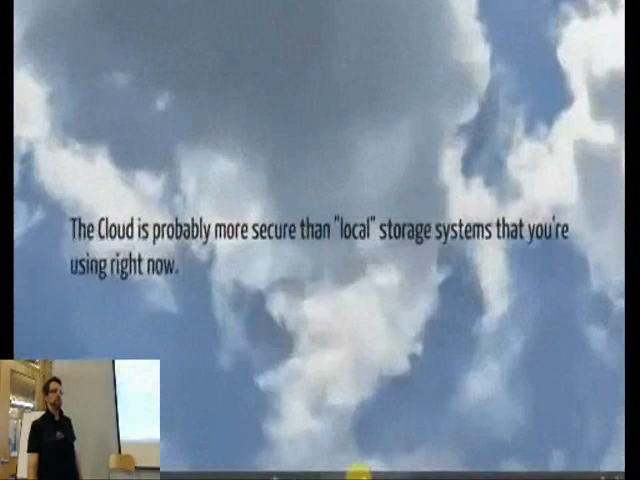 The Cloud is probably more secure than "local" storage systems that you're
using right now.